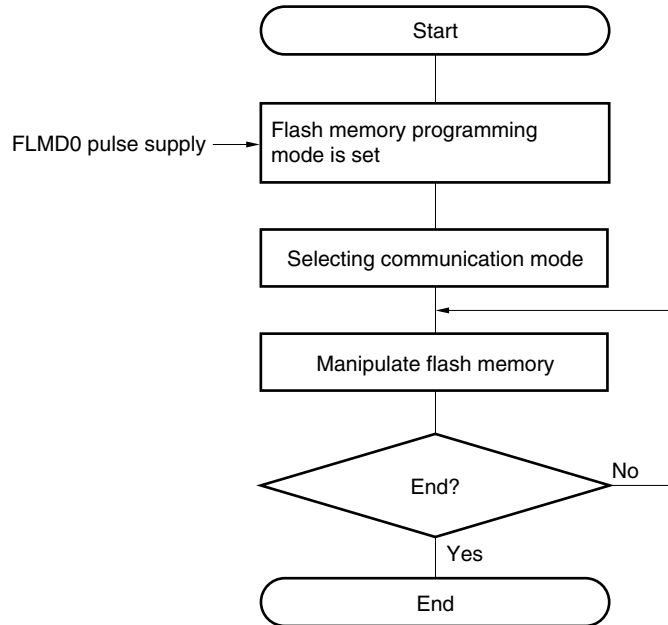 Start
FLMD0 pulse supply
Flash memory programming
mode is set
Selecting communication mode
Manipulate flash memory
End?
No
Yes
End